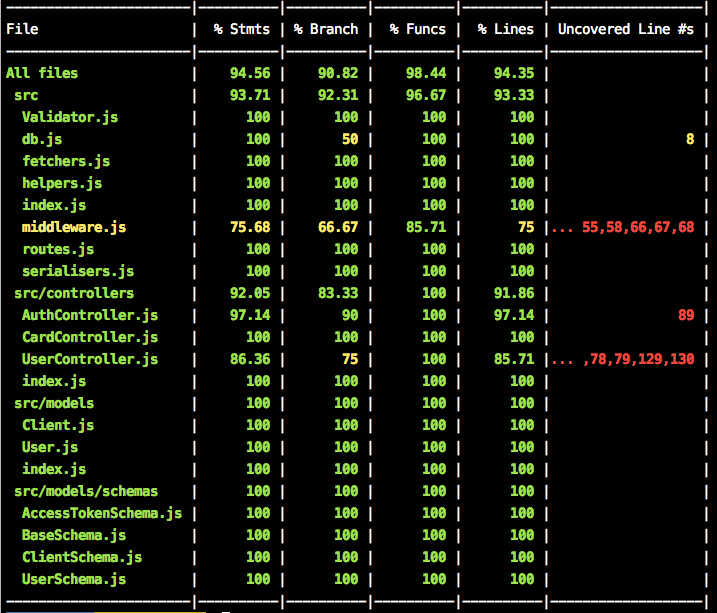 File | % Stmts | % Branch | % Funcs | % Lines | Uncovered Line #s |
All files | 94.56 | 90.82 | 98.44 | 94.35 | |
src | 93.71 | 92.31 | 96.67 | 93.33 | |
Validator.js | 100 | 100 | 100 | 100 | |
db.js | 100 | 50 | 100 | 100 | 8 |
fetchers.js | 100 | 100 | 100 | 100 | |
helpers.js | 100 | 100 | 100 | 100 | |
index.js | 100 | 100 | 100 | 100 | |
middleware.js | 75.68 | 66.67 | 85.71 | 75 |... 55,58,66,67,68 |
routes.js | 100 | 100 | 100 | 100 | |
serialisers.js | 100 | 100 | 100 | 100 | |
src/controllers | 92.05 | 83.33 | 100 | 91.86 | |
AuthController.js | 97.14 | 90 | 100 | 97.14 | 89 |
CardController.js | 100 | 100 | 100 | 100 | |
UserController.js | 86.36 | 75 | 100 | 85.71 |... ,78,79,129,130 |
index.js | 100 | 100 | 100 | 100 | |
src/models | 100 | 100 | 100 | 100 | |
Client.js | 100 | 100 | 100 | 100 | |
User.js | 100 | 100 | 100 | 100 | |
index.js | 100 | 100 | 100 | 100 | |
src/models/schemas | 100 | 100 | 100 | 100 | |
AccessTokenSchema.js | 100 | 100 | 100 | 100 | |
BaseSchema.js | 100 | 100 | 100 | 100 | |
ClientSchema.js | 100 | 100 | 100 | 100 | |
UserSchema.js | 100 | 100 | 100 | 100 | |